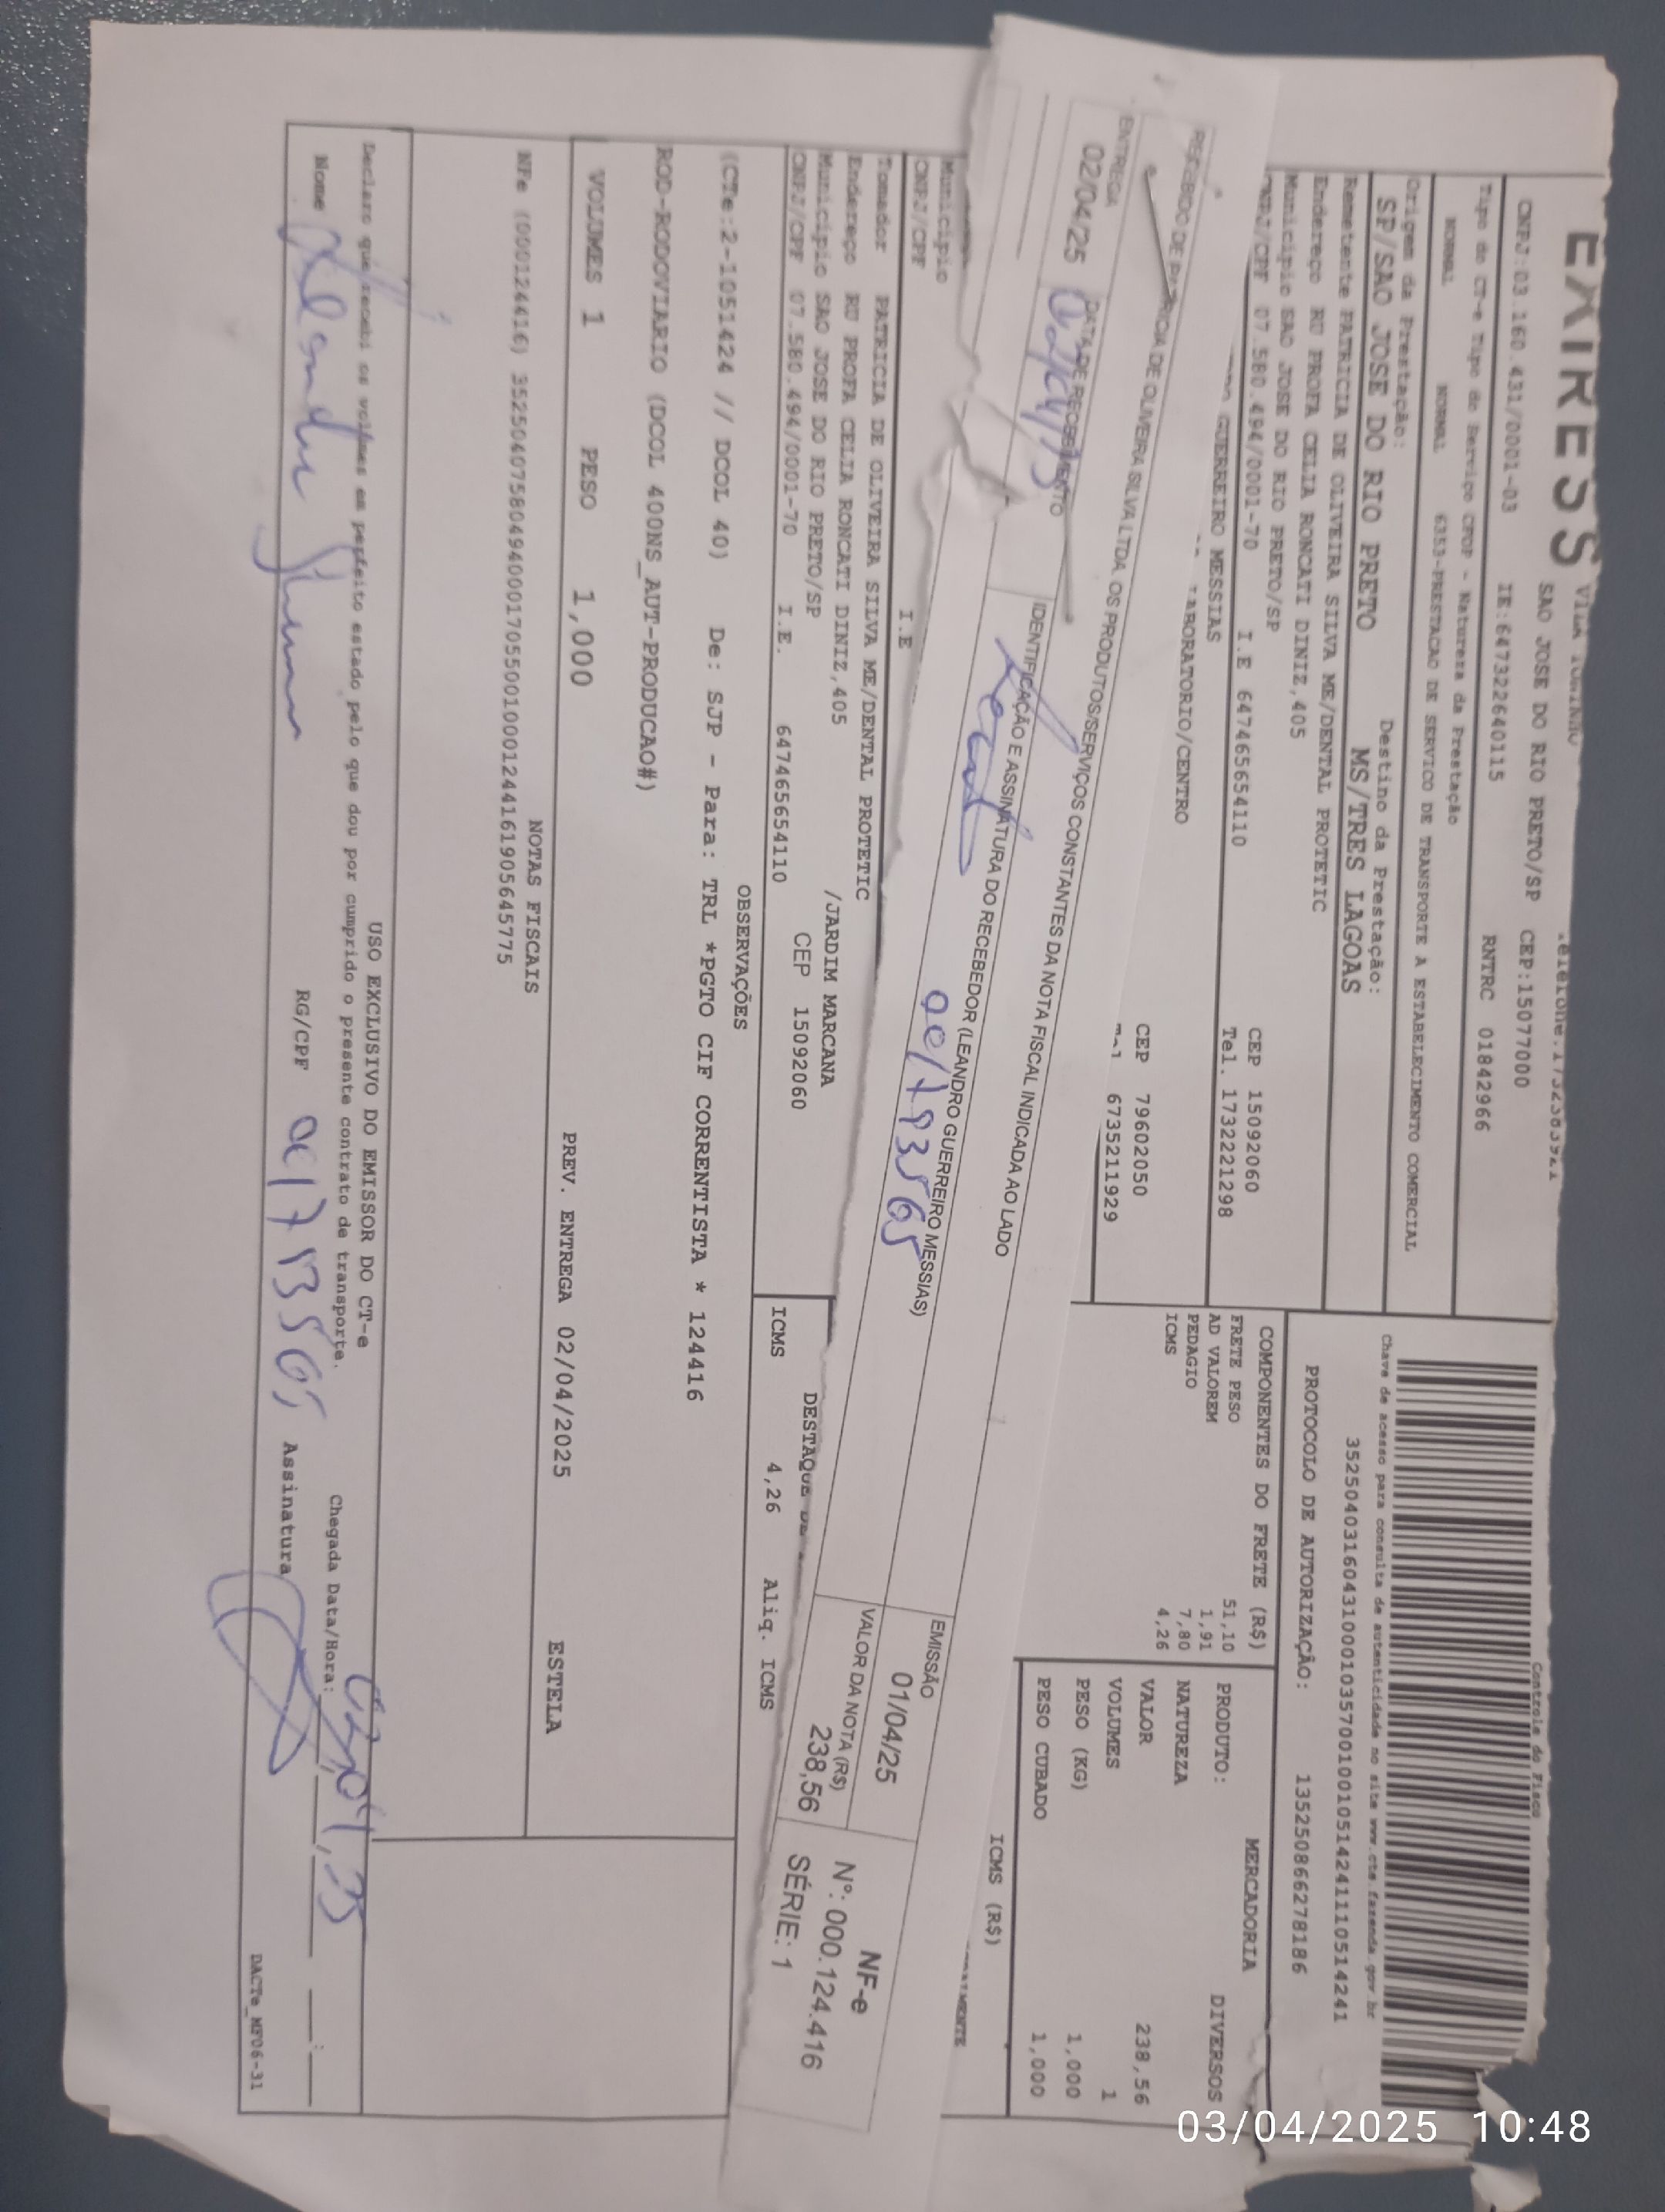 EXPRESS
SAO JOSE DO RIO PRETO/SP CEP:15077000
CNPJ:03.160.431/0001-03 IE:647322640115 RNTRC 01842966
Tipo do CT-e Tipo do Serviço CFOP - Natureza da Prestação
NORMAL NORMAL 6353-PRESTACAO DE SERVICO DE TRANSPORTE A ESTABELECIMENTO COMERCIAL
Origem da Prestação: Destino da Prestação:
SP/SAO JOSE DO RIO PRETO MS/TRES LAGOAS
Remetente PATRICIA DE OLIVEIRA SILVA ME/DENTAL PROTETIC
Endereço RU PROFA CELIA RONCATI DINIZ,405 CEP 15092060
Município SAO JOSE DO RIO PRETO/SP Tel. 1732221298
CNPJ/CPF 07.580.494/0001-70 I.E 647465654110
GUERREIRO MESSIAS
LABORATORIO/CENTRO CEP 79602050
6735211929
Controle do Fisco
Chave de acesso para consulta de autenticidade no site www.cte.fazenda.gov.br
35250403160431000103570010010514241110514241
PROTOCOLO DE AUTORIZAÇÃO: 135250866278186
COMPONENTES DO FRETE (R$)
FRETE PESO 51,10
AD VALOREM 1,91
PEDAGIO 7,80
ICMS 4,26
MERCADORIA
PRODUTO: DIVERSOS
NATUREZA
VALOR 238,56
VOLUMES 1
PESO (KG) 1,000
PESO CUBADO 1,000
ICMS (R$)
RECEBIDO DE PATRICIA DE OLIVEIRA SILVA LTDA. OS PRODUTOS/SERVIÇOS CONSTANTES DA NOTA FISCAL INDICADA AO LADO
ENTREGA
02/04/25
DATA DE RECEBIMENTO
IDENTIFICAÇÃO E ASSINATURA DO RECEBEDOR (LEANDRO GUERREIRO MESSIAS)
EMISSÃO
01/04/25
VALOR DA NOTA (R$)
238,56
NF-e
Nº: 000.124.416
SÉRIE: 1
Município
CNPJ/CPF I.E
Tomador PATRICIA DE OLIVEIRA SILVA ME/DENTAL PROTETIC
Endereço RU PROFA CELIA RONCATI DINIZ,405 /JARDIM MARCANA
Município SAO JOSE DO RIO PRETO/SP CEP 15092060
CNPJ/CPF 07.580.494/0001-70 I.E. 647465654110
ICMS 4,26 Aliq. ICMS
OBSERVAÇÕES
(CTe:2-1051424 // DCOL 40) De: SJP - Para: TRL *PGTO CIF CORRENTISTA * 124416
ROD-RODOVIARIO (DCOL 400NS_AUT-PRODUCAO#)
VOLUMES 1 PESO 1,000 PREV. ENTREGA 02/04/2025 ESTELA
NOTAS FISCAIS
NFe (000124416) 35250407580494000170550010001244161905645775
USO EXCLUSIVO DO EMISSOR DO CT-e
Declaro que recebi os volumes em perfeito estado pelo que dou por cumprido o presente contrato de transporte.
Chegada Data/Hora:
Nome RG/CPF Assinatura
DACTe_MF06-31
03/04/2025 10:48